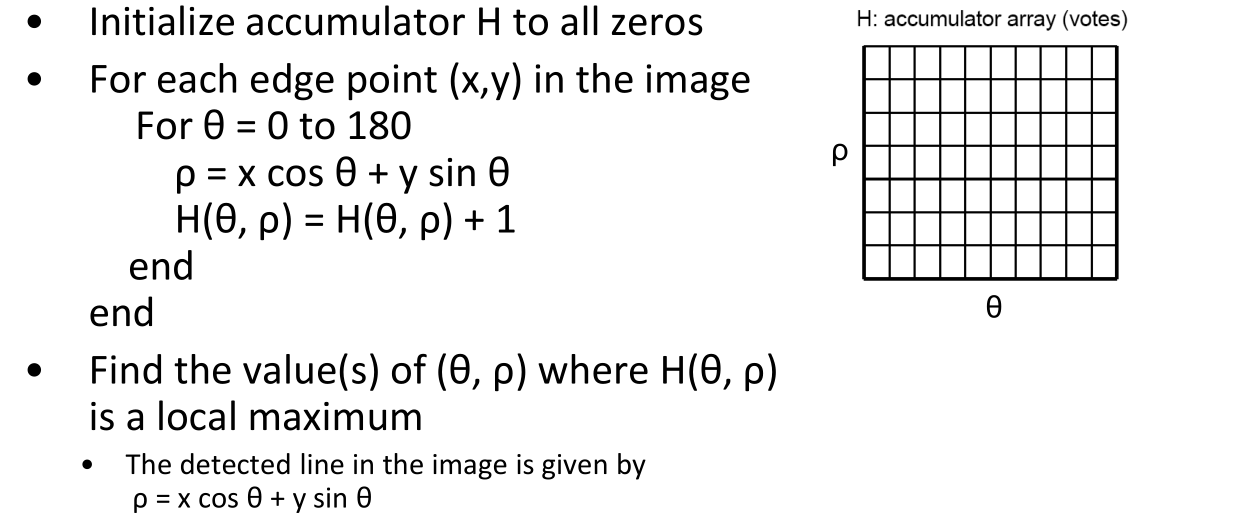 • Initialize accumulator H to all zeros
• For each edge point (x,y) in the image
For θ = 0 to 180
ρ = x cos θ + y sin θ
H(θ, ρ) = H(θ, ρ) + 1
end
end
• Find the value(s) of (θ, ρ) where H(θ, ρ)
is a local maximum
• The detected line in the image is given by
ρ = x cos θ + y sin θ
H: accumulator array (votes)
ρ
θ